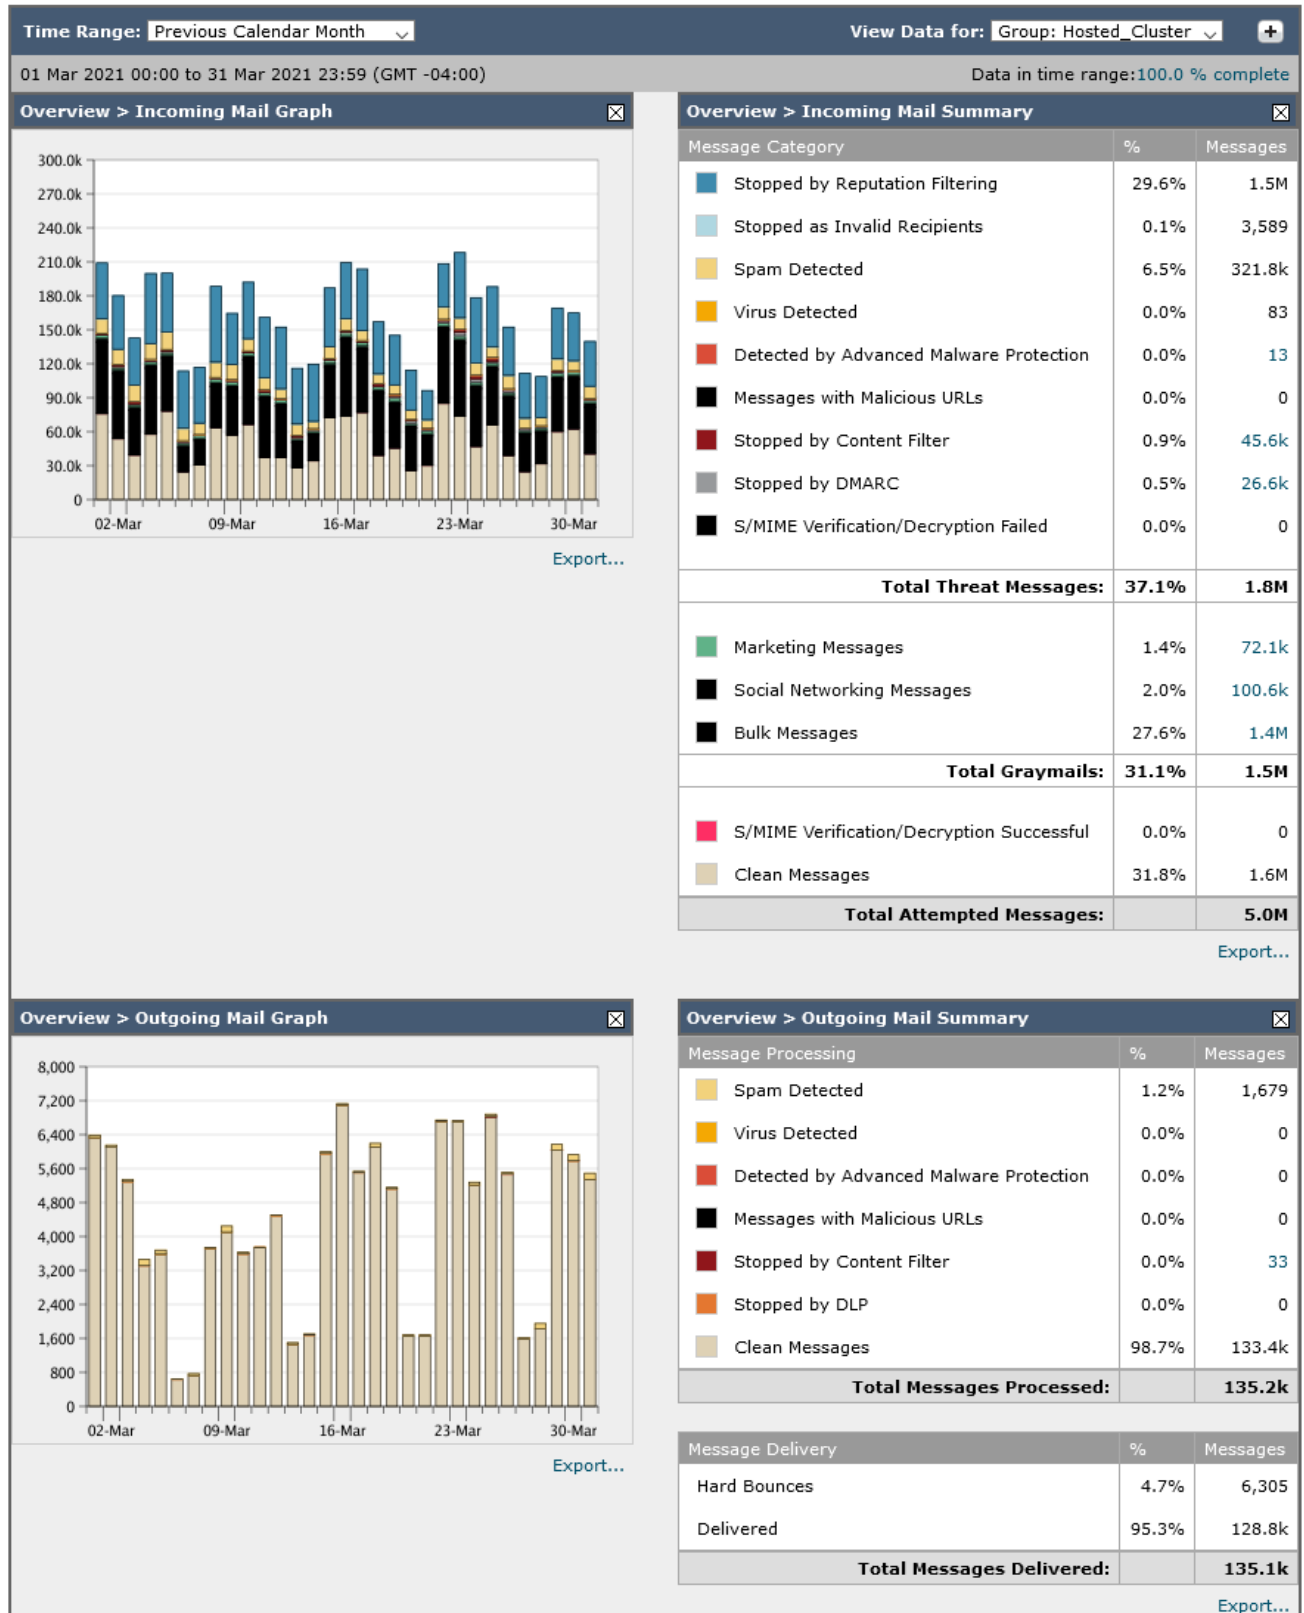 Time Range: Previous Calendar Month
View Data for: Group: Hosted_Cluster
01 Mar 2021 00:00 to 31 Mar 2021 23:59 (GMT -04:00)
Data in time range:100.0 % complete
Overview > Incoming Mail Graph
300.0k
270.0k
240.0k
210.0k
180.0k
150.0k
120.0k
90.0k
60.0k
30.0k
0
02-Mar 09-Mar 16-Mar 23-Mar 30-Mar
Export...
Overview > Incoming Mail Summary
Message Category % Messages
Stopped by Reputation Filtering 29.6% 1.5M
Stopped as Invalid Recipients 0.1% 3,589
Spam Detected 6.5% 321.8k
Virus Detected 0.0% 83
Detected by Advanced Malware Protection 0.0% 13
Messages with Malicious URLs 0.0% 0
Stopped by Content Filter 0.9% 45.6k
Stopped by DMARC 0.5% 26.6k
S/MIME Verification/Decryption Failed 0.0% 0
Total Threat Messages: 37.1% 1.8M
Marketing Messages 1.4% 72.1k
Social Networking Messages 2.0% 100.6k
Bulk Messages 27.6% 1.4M
Total Graymails: 31.1% 1.5M
S/MIME Verification/Decryption Successful 0.0% 0
Clean Messages 31.8% 1.6M
Total Attempted Messages: 5.0M
Export...
Overview > Outgoing Mail Graph
8,000
7,200
6,400
5,600
4,800
4,000
3,200
2,400
1,600
800
0
02-Mar 09-Mar 16-Mar 23-Mar 30-Mar
Export...
Overview > Outgoing Mail Summary
Message Processing % Messages
Spam Detected 1.2% 1,679
Virus Detected 0.0% 0
Detected by Advanced Malware Protection 0.0% 0
Messages with Malicious URLs 0.0% 0
Stopped by Content Filter 0.0% 33
Stopped by DLP 0.0% 0
Clean Messages 98.7% 133.4k
Total Messages Processed: 135.2k
Message Delivery % Messages
Hard Bounces 4.7% 6,305
Delivered 95.3% 128.8k
Total Messages Delivered: 135.1k
Export...